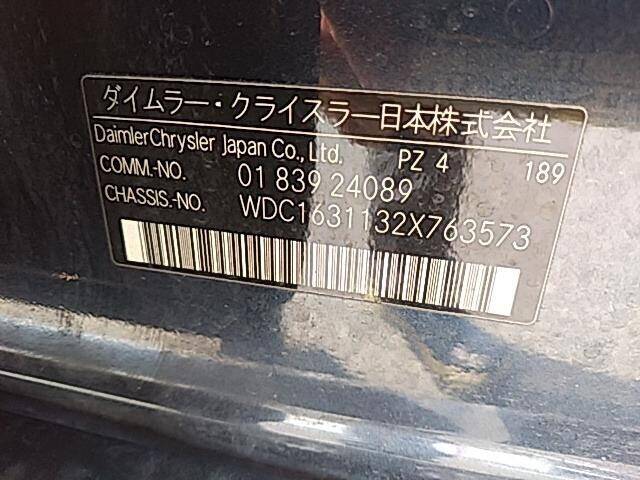 ダイムラー・クライスラー日本株式会社
DaimlerChrysler Japan Co., Ltd. PZ 4 189
COMM.-NO. 01 839 24089
CHASSIS.-NO. WDC1631132X763573